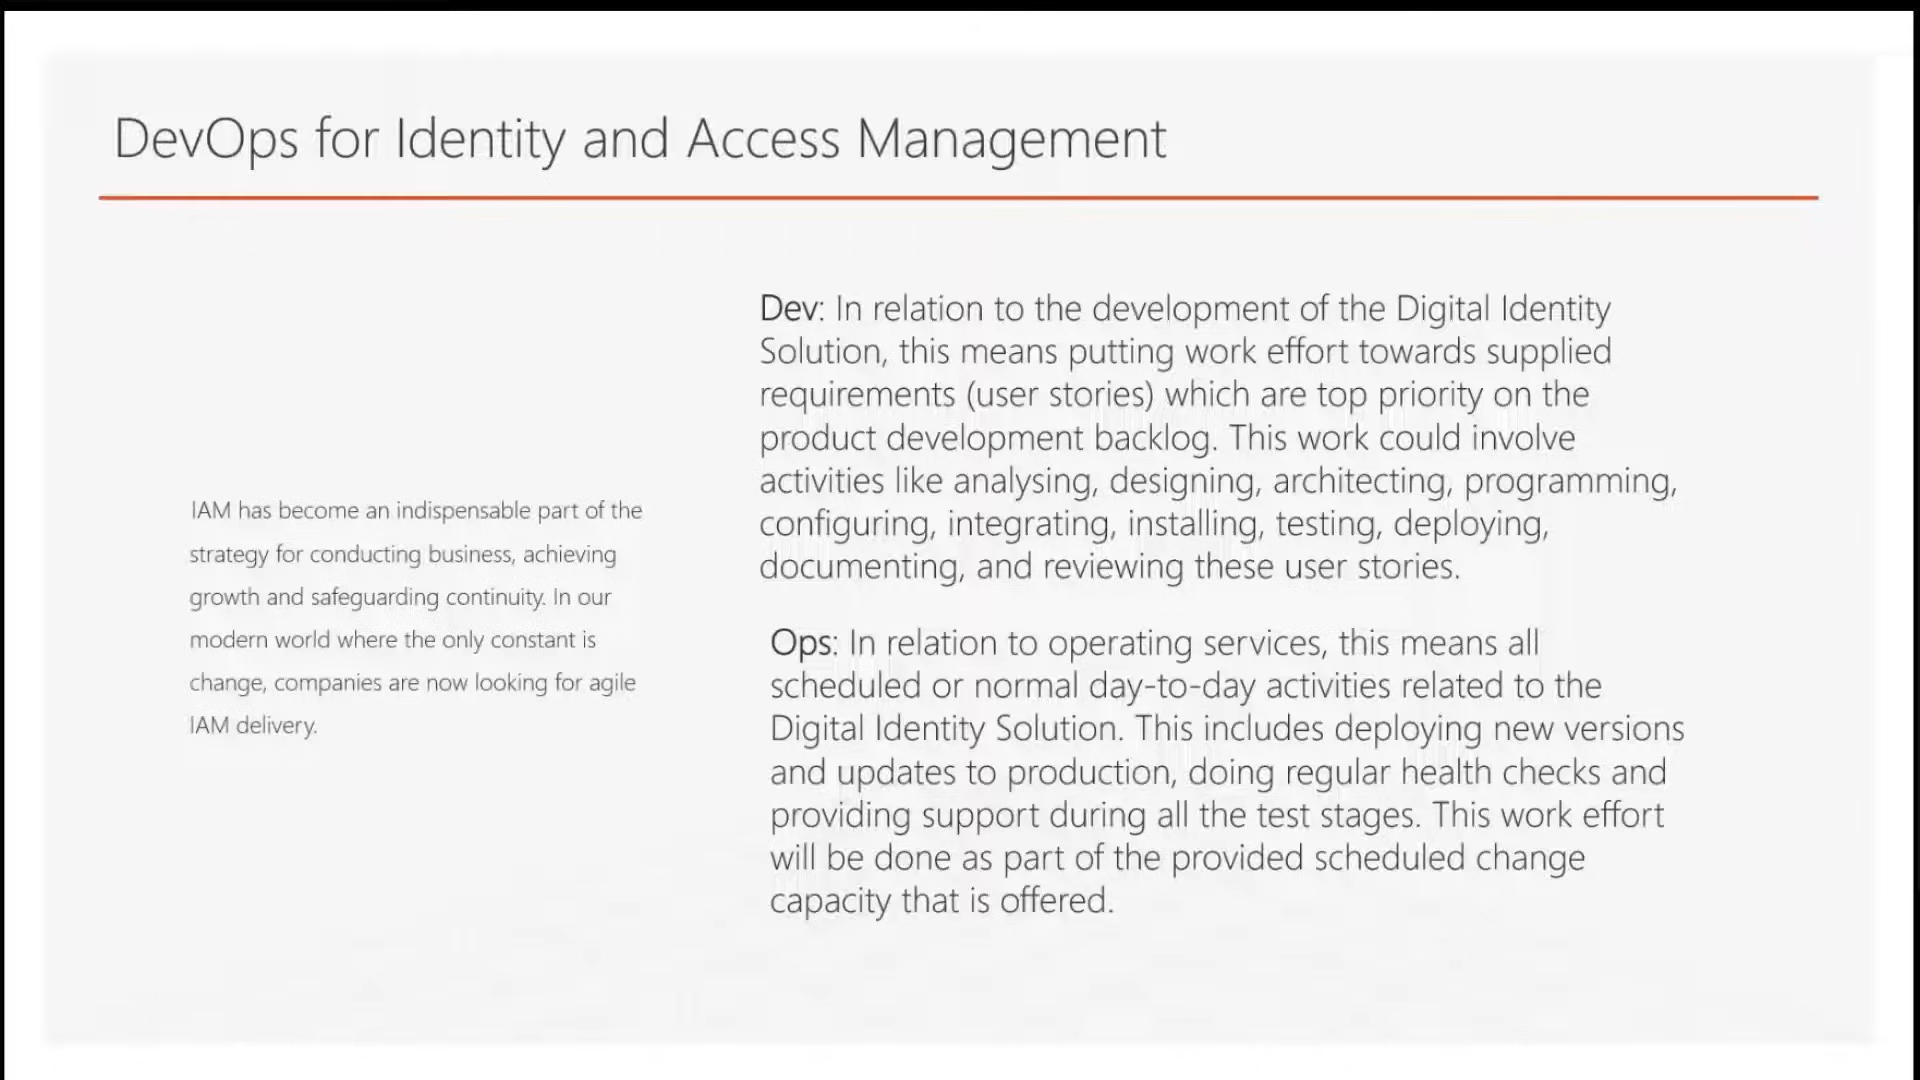 DevOps for Identity and Access Management
IAM has become an indispensable part of the
strategy for conducting business, achieving
growth and safeguarding continuity. In our
modern world where the only constant is
change, companies are now looking for agile
IAM delivery.
Dev: In relation to the development of the Digital Identity
Solution, this means putting work effort towards supplied
requirements (user stories) which are top priority on the
product development backlog. This work could involve
activities like analysing, designing, architecting, programming,
configuring, integrating, installing, testing, deploying,
documenting, and reviewing these user stories.
Ops: In relation to operating services, this means all
scheduled or normal day-to-day activities related to the
Digital Identity Solution. This includes deploying new versions
and updates to production, doing regular health checks and
providing support during all the test stages. This work effort
will be done as part of the provided scheduled change
capacity that is offered.